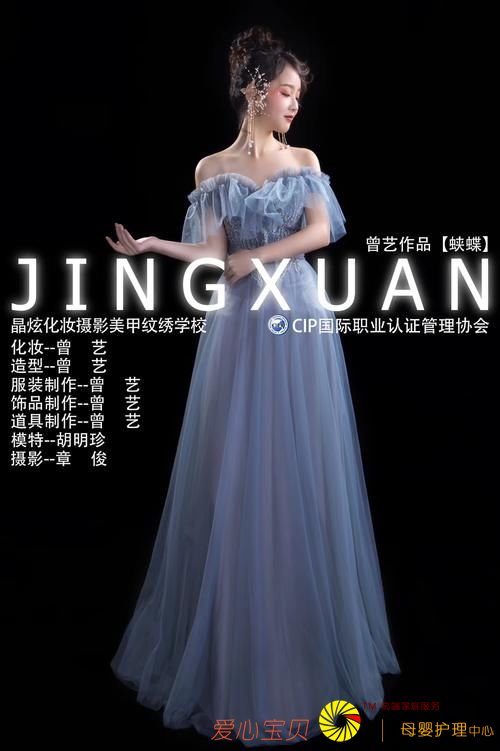 曾艺作品【蛱蝶】
JINGXUAN
晶炫化妆摄影美甲纹绣学校
CIP国际职业认证管理协会
化妆--曾 艺
造型--曾 艺
服装制作--曾 艺
饰品制作--曾 艺
道具制作--曾 艺
模特--胡明珍
摄影--章 俊
爱心宝贝
母婴护理中心